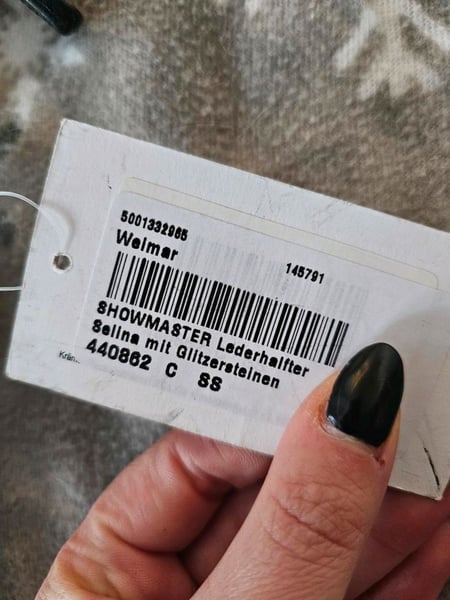 5001332965
Weimar
145791
SHOWMASTER Lederhalfter
Selina mit Glitzersteinen
440862 C SS